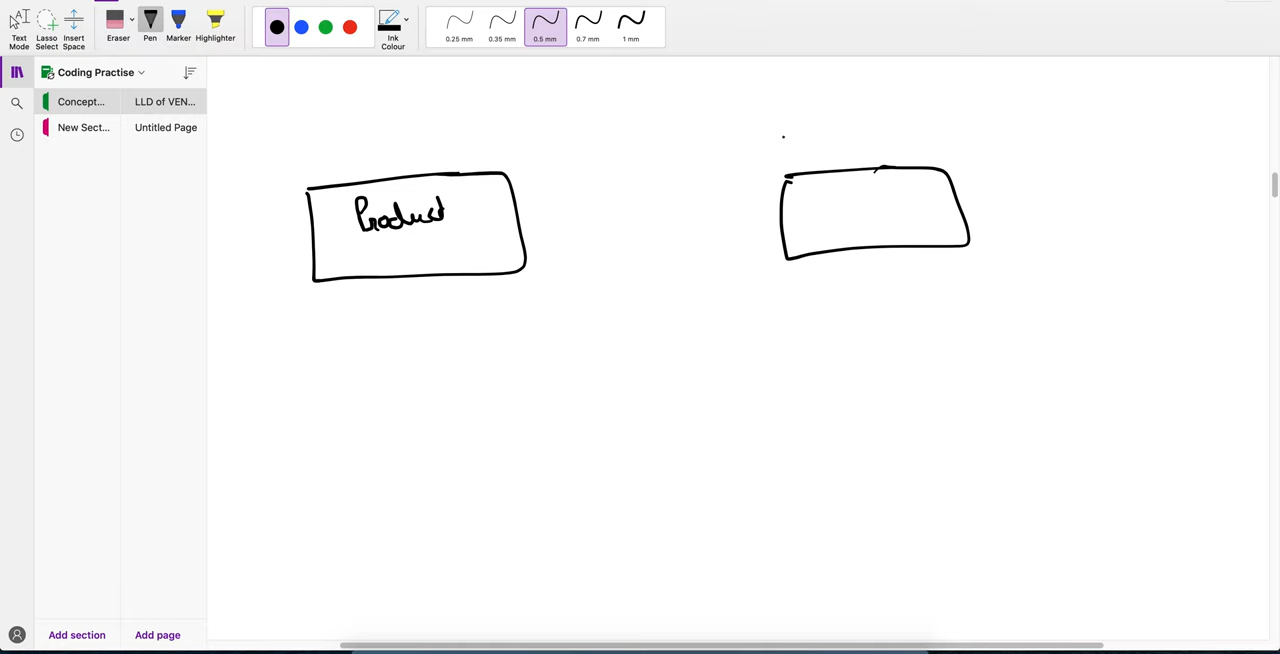 Text Mode
Lasso Select
Insert Space
Eraser
Pen
Marker
Highlighter
Ink Colour
0.25 mm
0.35 mm
0.5 mm
0.7 mm
1 mm
Coding Practise
Concept...
LLD of VEN...
New Sect...
Untitled Page
Product
Add section
Add page